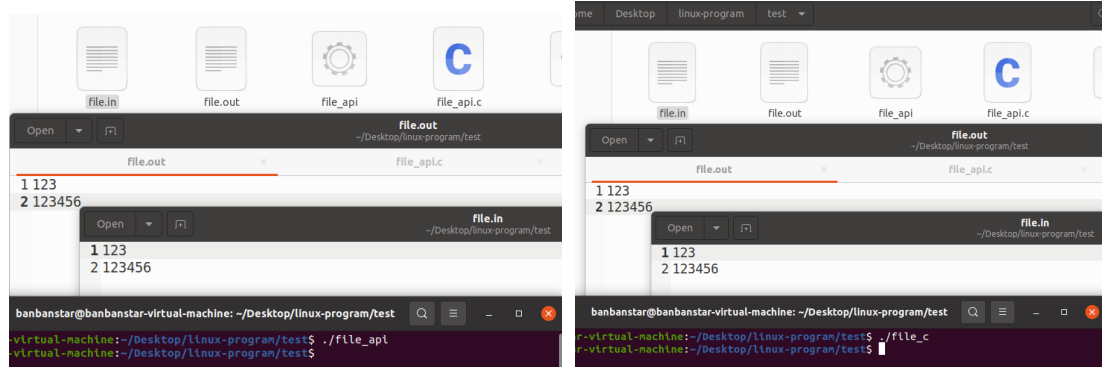 file.in file.out file_api file_api.c
Open file.out
~/Desktop/linux-program/test
file.out file_api.c
1 123
2 123456
Open file.in
~/Desktop/linux-program/test
1 123
2 123456
banbanstar@banbanstar-virtual-machine: ~/Desktop/linux-program/test
-virtual-machine:~/Desktop/linux-program/test$ ./file_api
-virtual-machine:~/Desktop/linux-program/test$
ome Desktop linux-program test
file.in file.out file_api file_api.c
Open file.out
~/Desktop/linux-program/test
file.out file_api.c
1 123
2 123456
Open file.in
~/Desktop/linux-program/test
1 123
2 123456
banbanstar@banbanstar-virtual-machine: ~/Desktop/linux-program/test
r-virtual-machine:~/Desktop/linux-program/test$ ./file_c
r-virtual-machine:~/Desktop/linux-program/test$